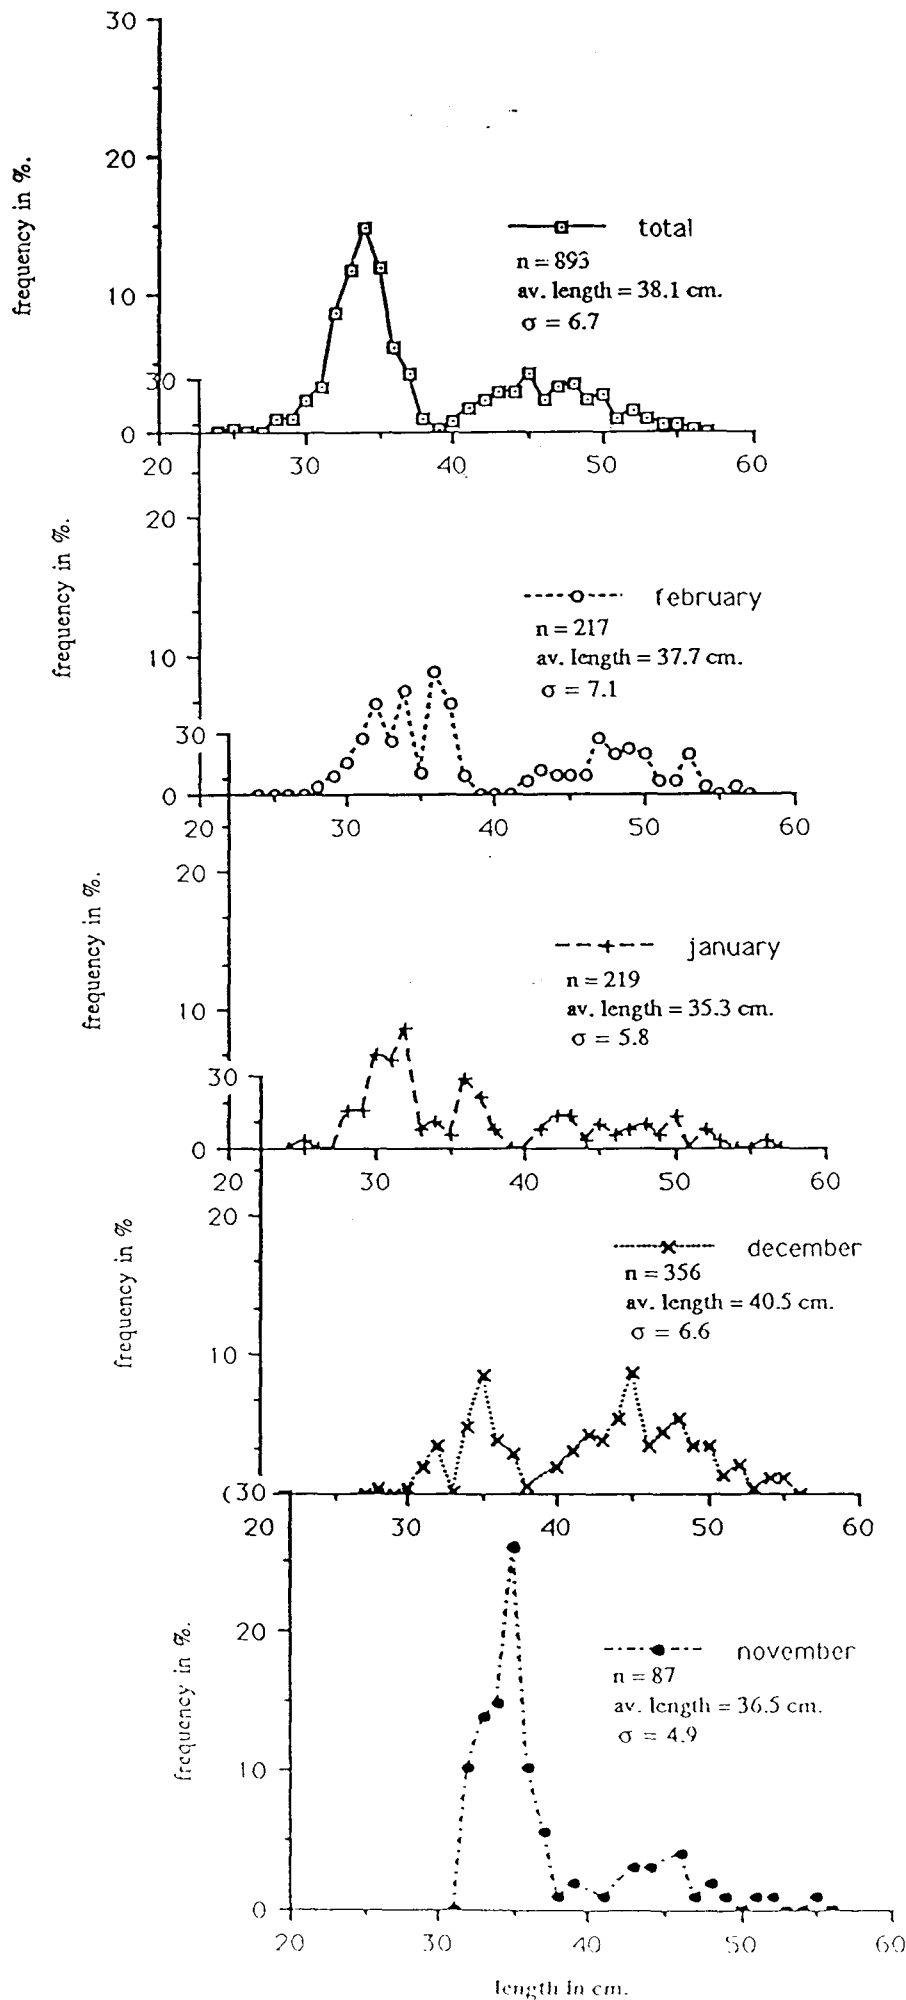 30
20
10
0
frequency in %.
total
n = 893
av. length = 38.1 cm.
σ = 6.7
20 30 40 50 60
30
20
10
0
frequency in %.
february
n = 217
av. length = 37.7 cm.
σ = 7.1
20 30 40 50 60
30
20
10
0
frequency in %.
january
n = 219
av. length = 35.3 cm.
σ = 5.8
20 30 40 50 60
30
20
10
frequency in %
december
n = 356
av. length = 40.5 cm.
σ = 6.6
20 30 40 50 60
30
20
10
0
frequency in %.
november
n = 87
av. length = 36.5 cm.
σ = 4.9
20 30 40 50 60
length in cm.